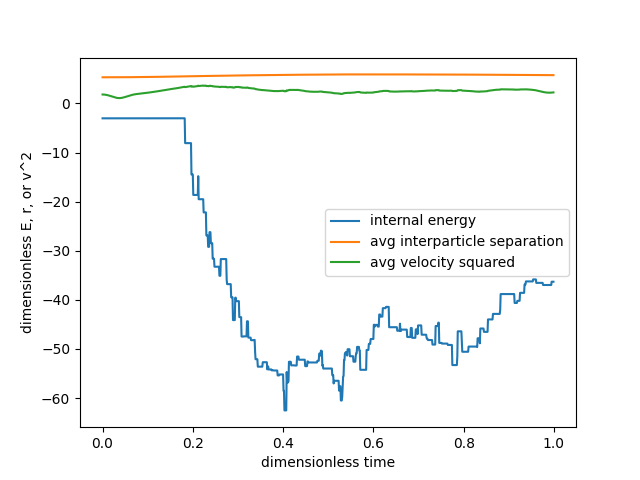 dimensionless E, r, or v^2
0
−10
−20
−30
−40
−50
−60
internal energy
avg interparticle separation
avg velocity squared
0.0 0.2 0.4 0.6 0.8 1.0
dimensionless time